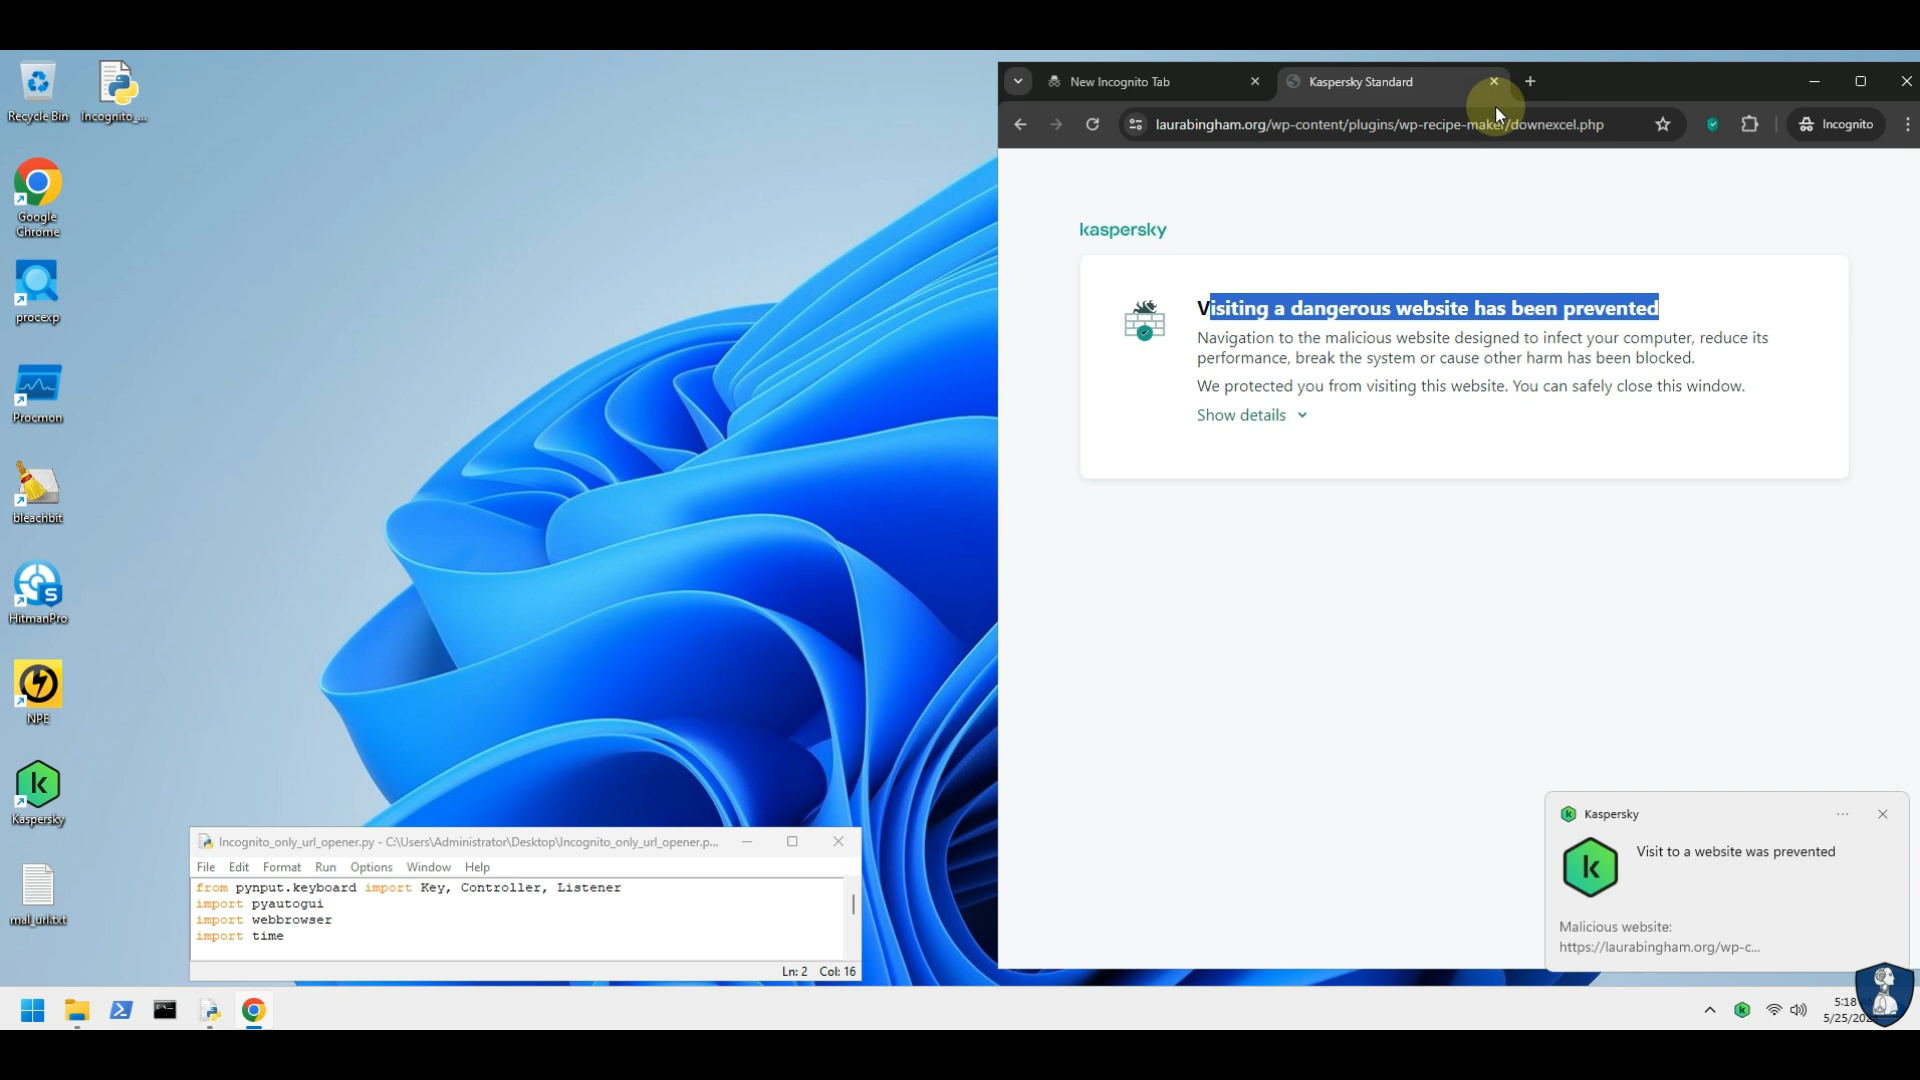 Recycle Bin
Incognito_...
Google
Chrome
procexp
Procmon
bleachbit
HitmanPro
NPE
Kaspersky
mal_url.txt
New Incognito Tab
Kaspersky Standard
laurabingham.org/wp-content/plugins/wp-recipe-maker/downexcel.php
Incognito
kaspersky
Visiting a dangerous website has been prevented
Navigation to the malicious website designed to infect your computer, reduce its
performance, break the system or cause other harm has been blocked.
We protected you from visiting this website. You can safely close this window.
Show details
Incognito_only_url_opener.py - C:\Users\Administrator\Desktop\Incognito_only_url_opener.p...
File Edit Format Run Options Window Help
from pynput.keyboard import Key, Controller, Listener
import pyautogui
import webbrowser
import time
Ln: 2 Col: 16
Kaspersky
Visit to a website was prevented
Malicious website:
https://laurabingham.org/wp-c...
5:18
5/25/202